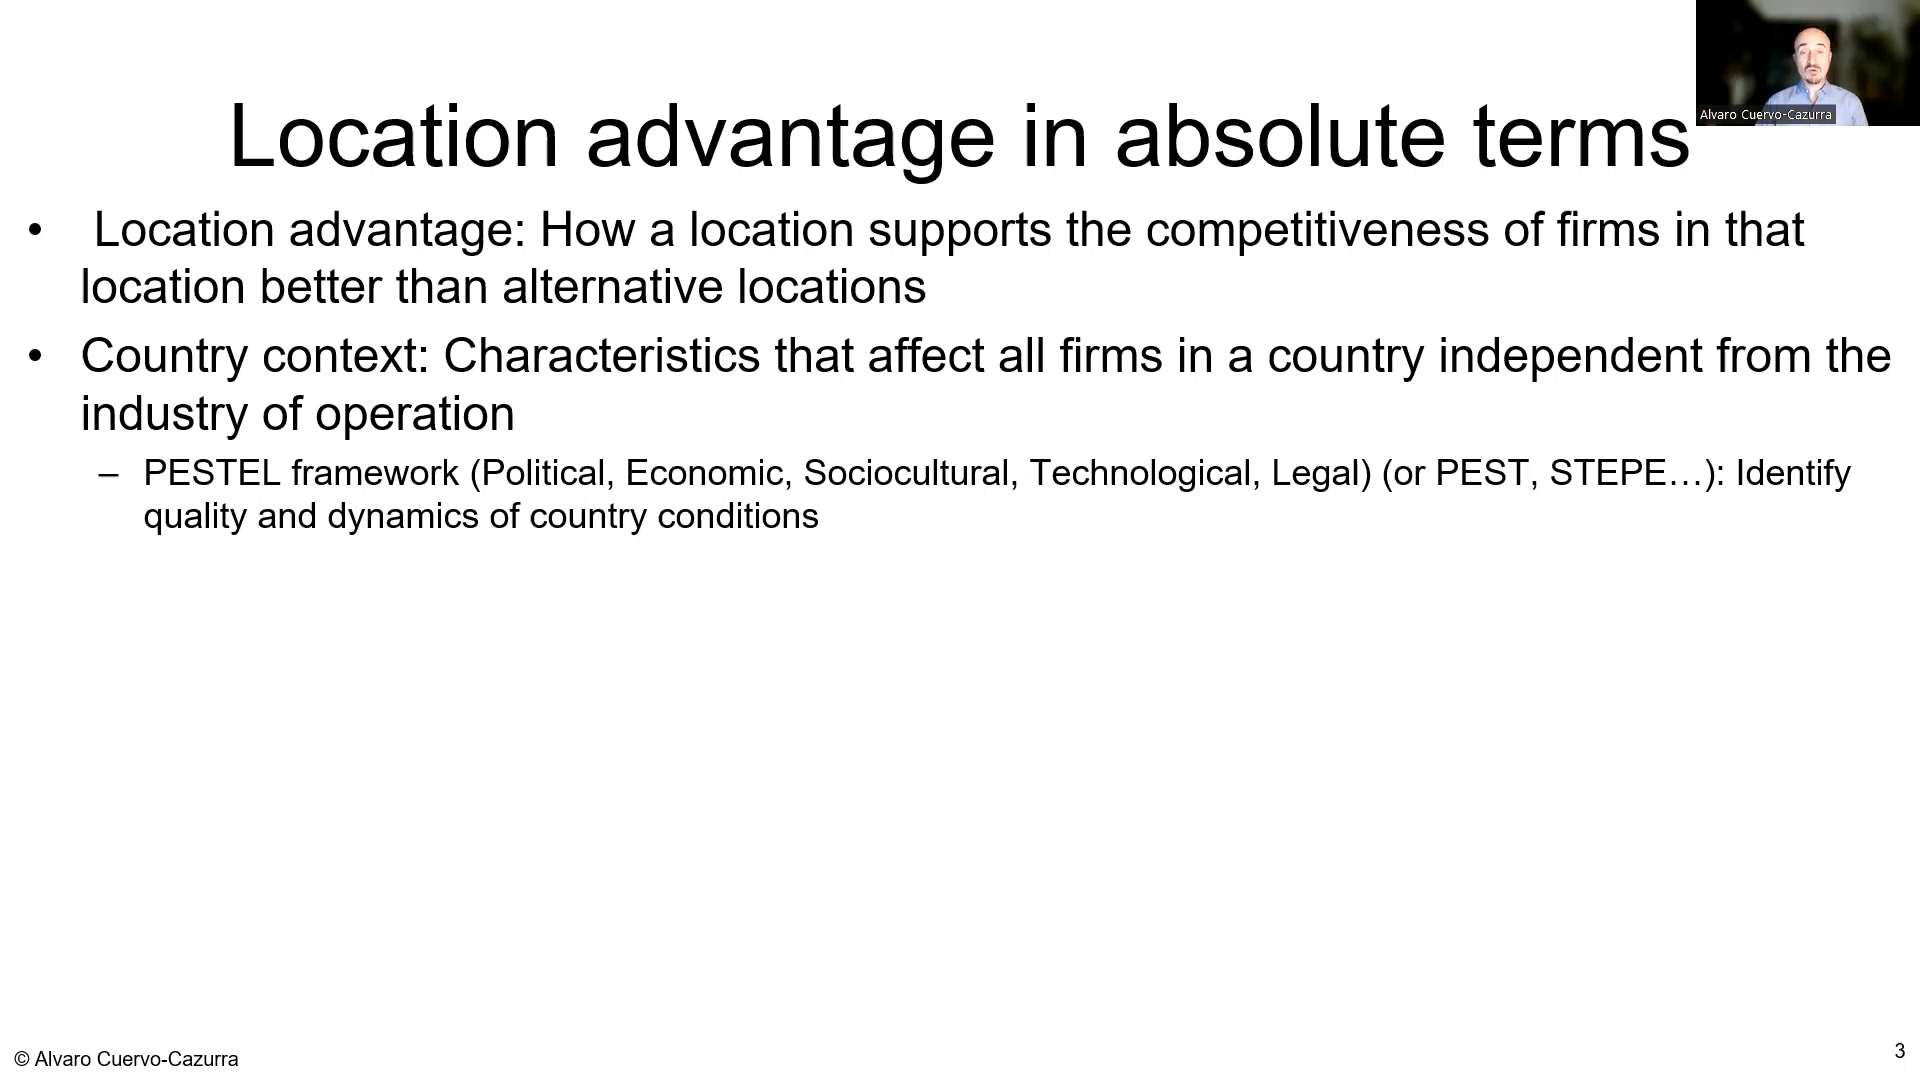 Alvaro Cuervo-Cazurra
Location advantage in absolute terms
• Location advantage: How a location supports the competitiveness of firms in that
location better than alternative locations
• Country context: Characteristics that affect all firms in a country independent from the
industry of operation
– PESTEL framework (Political, Economic, Sociocultural, Technological, Legal) (or PEST, STEPE…): Identify
quality and dynamics of country conditions
© Alvaro Cuervo-Cazurra
3